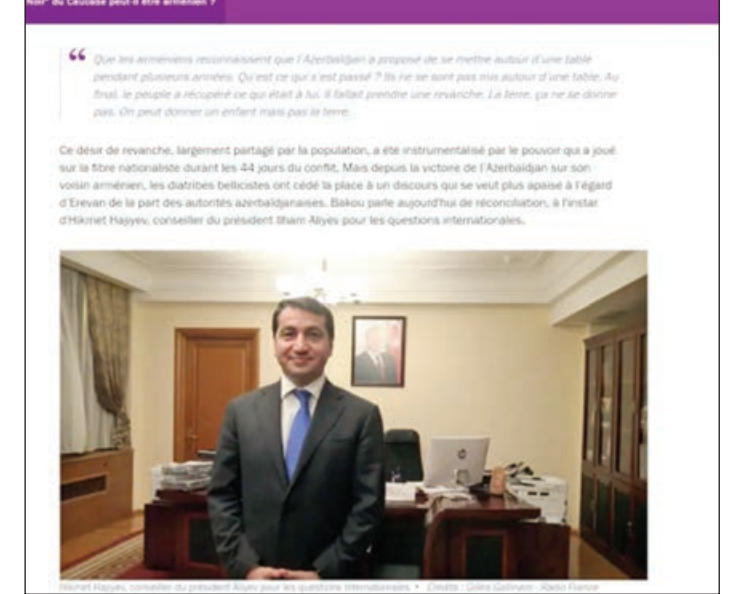 Noir" du Caucase peut-il être arménien ?
“ Que les arméniens reconnaissent que l'Azerbaïdjan a proposé de se mettre autour d'une table
pendant plusieurs années. Qu'est ce qui s'est passé ? Ils ne se sont pas mis autour d'une table. Au
final, le peuple a récupéré ce qui était à lui. Il fallait prendre une revanche. La terre, ça ne se donne
pas. On peut donner un enfant mais pas la terre.
Ce désir de revanche, largement partagé par la population, a été instrumentalisé par le pouvoir qui a joué
sur la fibre nationaliste durant les 44 jours du conflit. Mais depuis la victoire de l'Azerbaïdjan sur son
voisin arménien, les diatribes bellicistes ont cédé la place à un discours qui se veut plus apaisé à l'égard
d'Erevan de la part des autorités azerbaïdjanaises. Bakou parle aujourd'hui de réconciliation, à l'instar
d'Hikmet Hajiyev, conseiller du président Ilham Aliyev pour les questions internationales.
Hikmet Hajiyev, conseiller du président Aliyev pour les questions internationales • Crédits : Gilles Gallinaro - Radio France